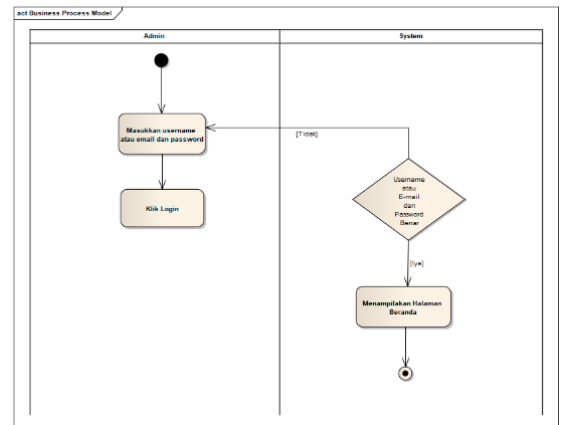 act Business Process Model
Admin
System
Masukkan username
atau email dan password
[Tidak]
Username
atau
E-mail
dan
Password
Benar
Klik Login
[Iya]
Menampilakan Halaman
Beranda